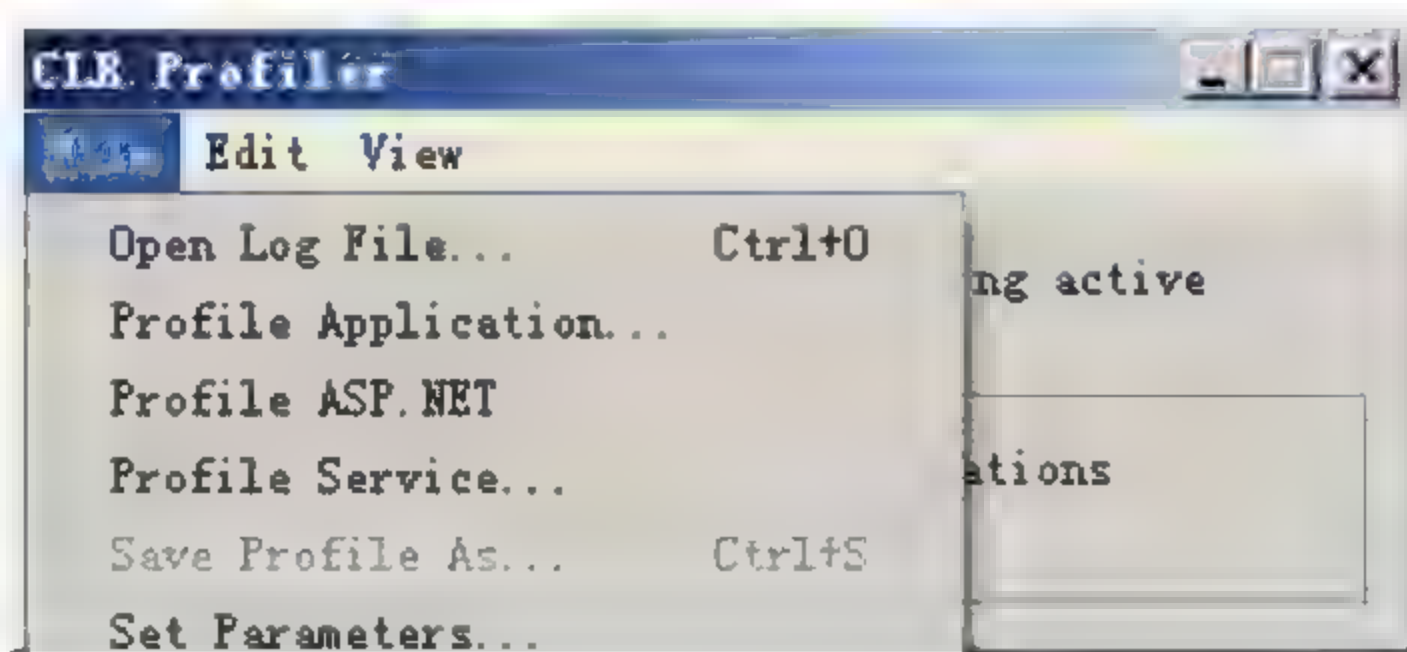 CLR Profiler
Edit View
Open Log File... Ctrl+O
ng active
Profile Application...
Profile ASP.NET
Profile Service...
ations
Save Profile As... Ctrl+S
Set Parameters...